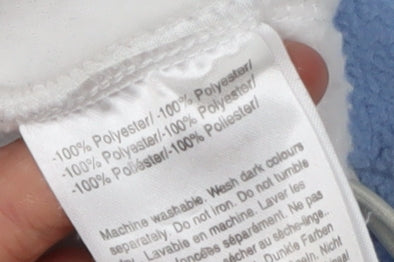 -100% Polyester/ -100% Polyester/
-100% Polyester/-100% Polyester/
-100% Poliéster/-100% Poliester/
Machine washable. Wash dark colours
separately. Do not iron. Do not tumble
dry. Lavable en machine. Laver les
foncées séparément. Ne pas
sécher au sèche-linge..
Dunkle Farben
Nicht